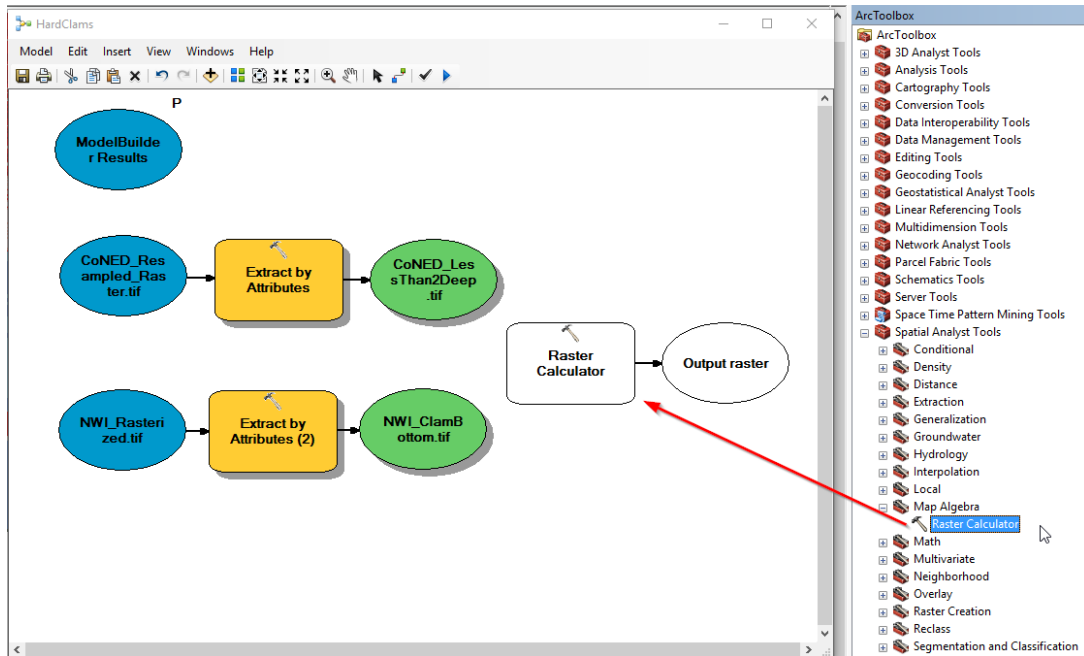 HardClams
Model Edit Insert View Windows Help
P
ModelBuilde
r Results
CoNED_Res
ampled_Ras
ter.tif
Extract by
Attributes
CoNED_Les
sThan2Deep
.tif
Raster
Calculator
Output raster
NWI_Rasteri
zed.tif
Extract by
Attributes (2)
NWI_ClamB
ottom.tif
ArcToolbox
ArcToolbox
3D Analyst Tools
Analysis Tools
Cartography Tools
Conversion Tools
Data Interoperability Tools
Data Management Tools
Editing Tools
Geocoding Tools
Geostatistical Analyst Tools
Linear Referencing Tools
Multidimension Tools
Network Analyst Tools
Parcel Fabric Tools
Schematics Tools
Server Tools
Space Time Pattern Mining Tools
Spatial Analyst Tools
Conditional
Density
Distance
Extraction
Generalization
Groundwater
Hydrology
Interpolation
Local
Map Algebra
Raster Calculator
Math
Multivariate
Neighborhood
Overlay
Raster Creation
Reclass
Segmentation and Classification